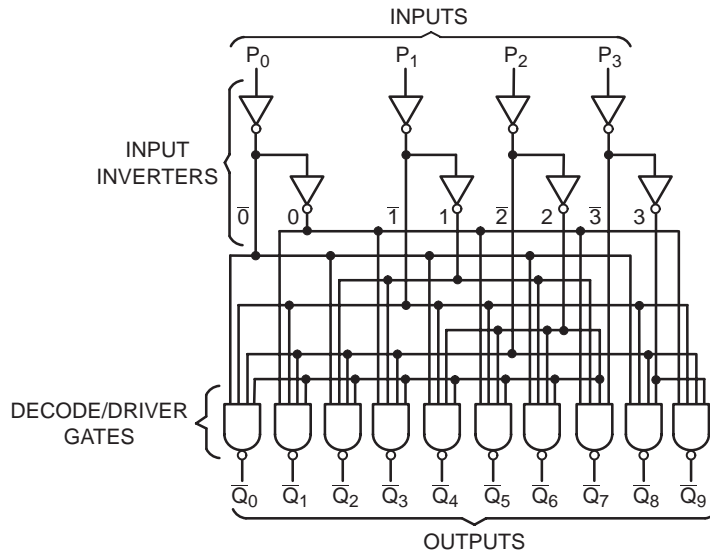 INPUTS
P0 P1 P2 P3
INPUT
INVERTERS
0̅ 0 1̅ 1 2̅ 2 3̅ 3
DECODE/DRIVER
GATES
Q̅0 Q̅1 Q̅2 Q̅3 Q̅4 Q̅5 Q̅6 Q̅7 Q̅8 Q̅9
OUTPUTS